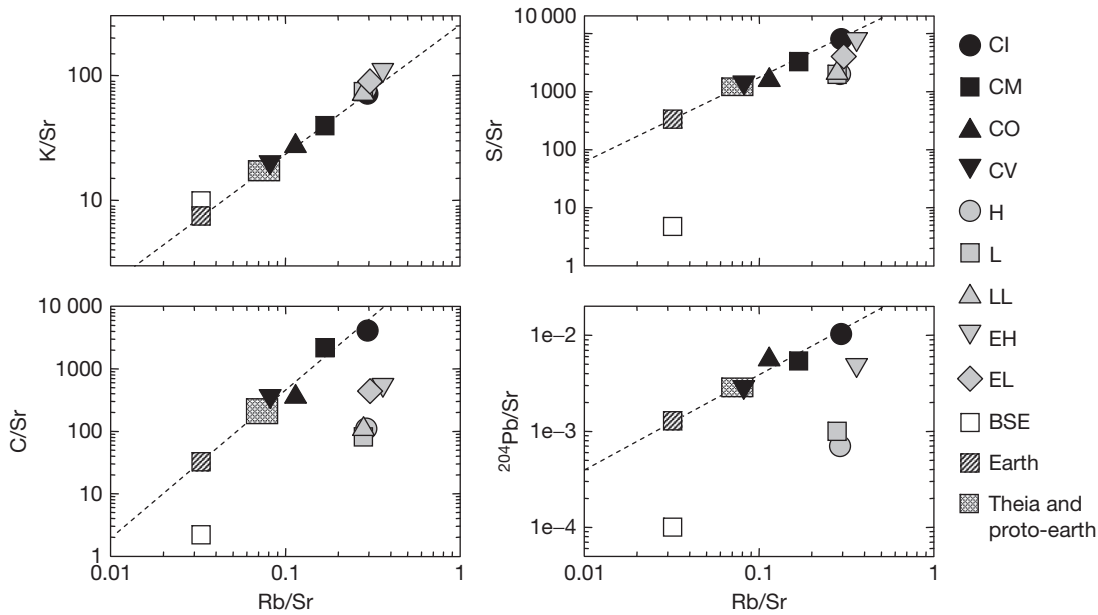 100
10
K/Sr
10 000
1000
100
10
1
S/Sr
10 000
1000
100
10
1
C/Sr
0.01
0.1
1
Rb/Sr
1e−2
1e−3
1e−4
²⁰⁴Pb/Sr
0.01
0.1
1
Rb/Sr
CI
CM
CO
CV
H
L
LL
EH
EL
BSE
Earth
Theia and
proto-earth